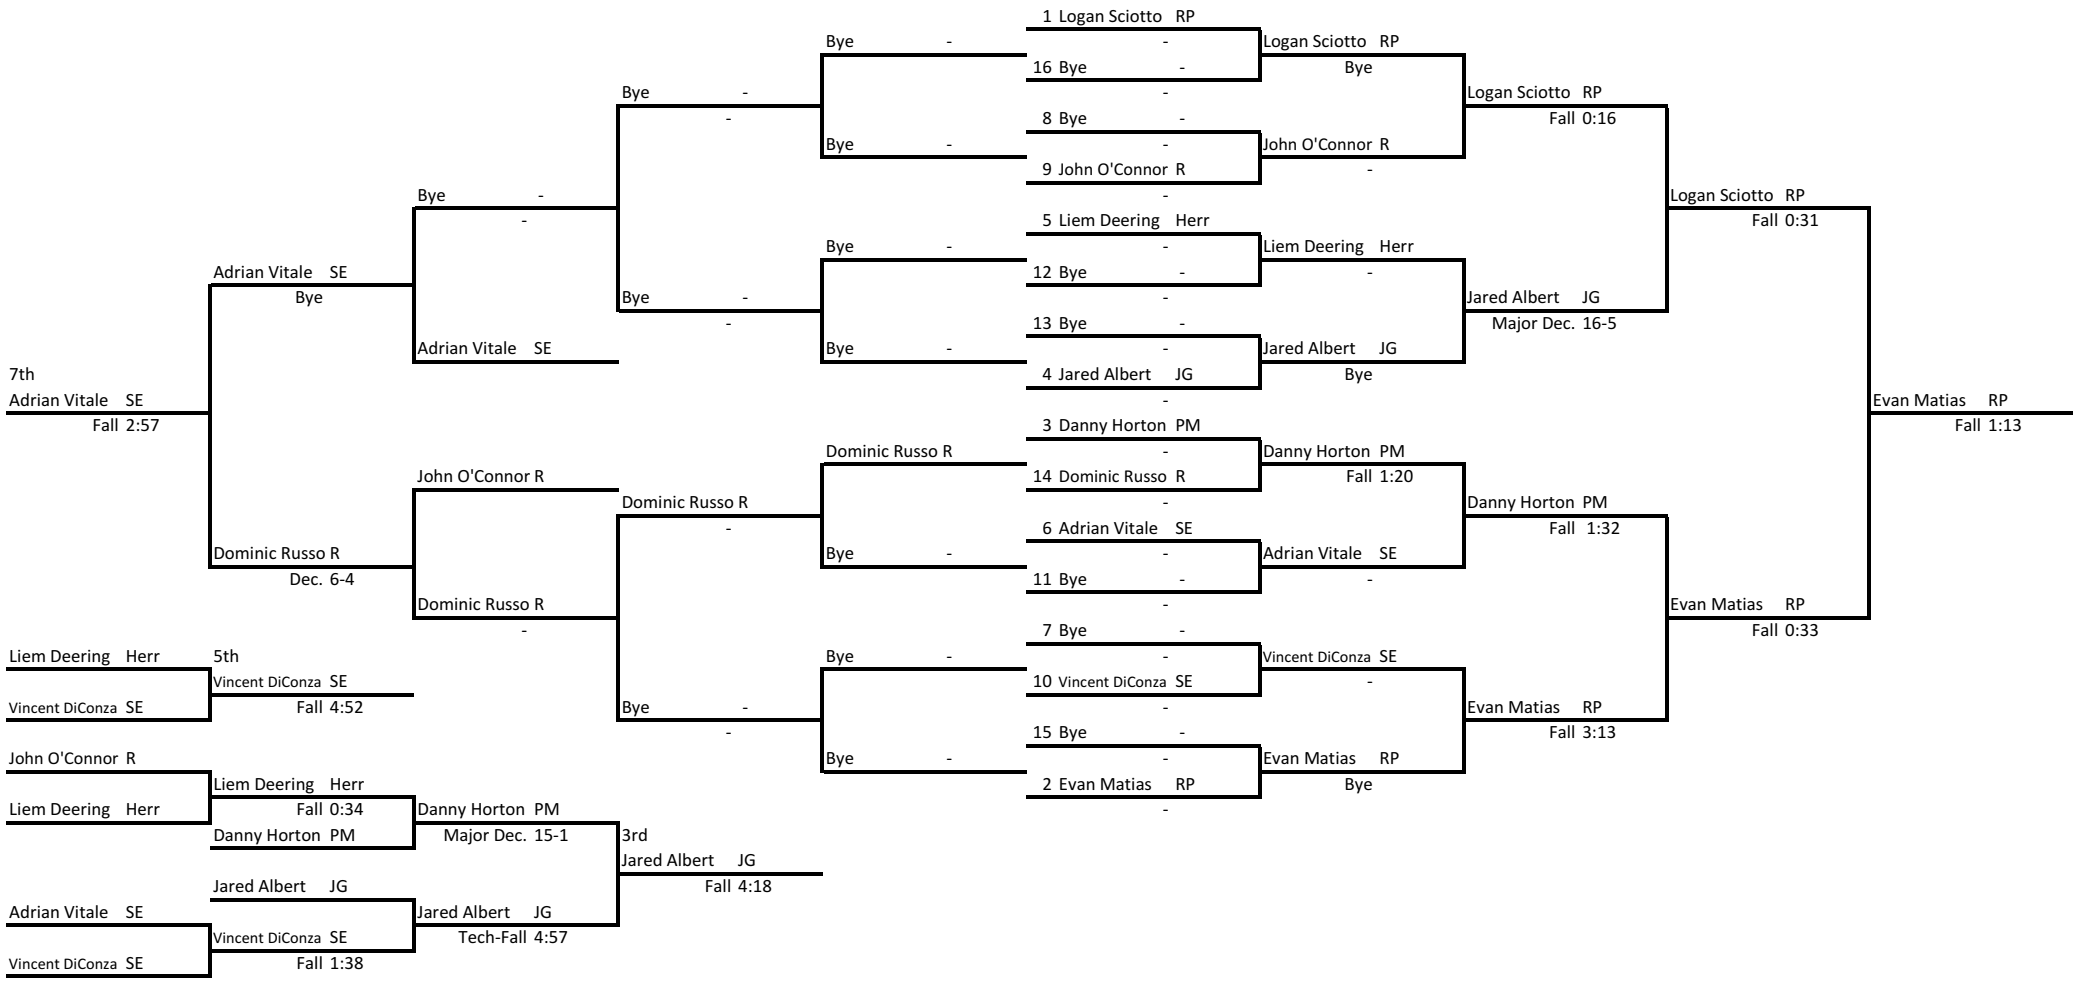 1 Logan Sciotto RP
Bye - - Logan Sciotto RP
16 Bye - Bye
Bye - - Logan Sciotto RP
- 8 Bye - Fall 0:16
Bye - - John O'Connor R
9 John O'Connor R -
Bye - - Logan Sciotto RP
- 5 Liem Deering Herr Fall 0:31
Bye - - Liem Deering Herr
Adrian Vitale SE 12 Bye - -
Bye Bye - - Jared Albert JG
- 13 Bye - Major Dec. 16-5
Adrian Vitale SE Bye - - Jared Albert JG
7th 4 Jared Albert JG Bye
Adrian Vitale SE - Evan Matias RP
Fall 2:57 3 Danny Horton PM Fall 1:13
Dominic Russo R - Danny Horton PM
John O'Connor R 14 Dominic Russo R Fall 1:20
Dominic Russo R - Danny Horton PM
- 6 Adrian Vitale SE Fall 1:32
Dominic Russo R Bye - - Adrian Vitale SE
Dec. 6-4 11 Bye - -
Dominic Russo R - Evan Matias RP
- 7 Bye - Fall 0:33
Liem Deering Herr 5th Bye - - Vincent DiConza SE
Vincent DiConza SE 10 Vincent DiConza SE -
Vincent DiConza SE Fall 4:52 Bye - - Evan Matias RP
- 15 Bye - Fall 3:13
John O'Connor R Bye - - Evan Matias RP
Liem Deering Herr 2 Evan Matias RP Bye
Liem Deering Herr Fall 0:34 Danny Horton PM -
Danny Horton PM Major Dec. 15-1 3rd
Jared Albert JG
Jared Albert JG Fall 4:18
Adrian Vitale SE Jared Albert JG
Vincent DiConza SE Tech-Fall 4:57
Vincent DiConza SE Fall 1:38